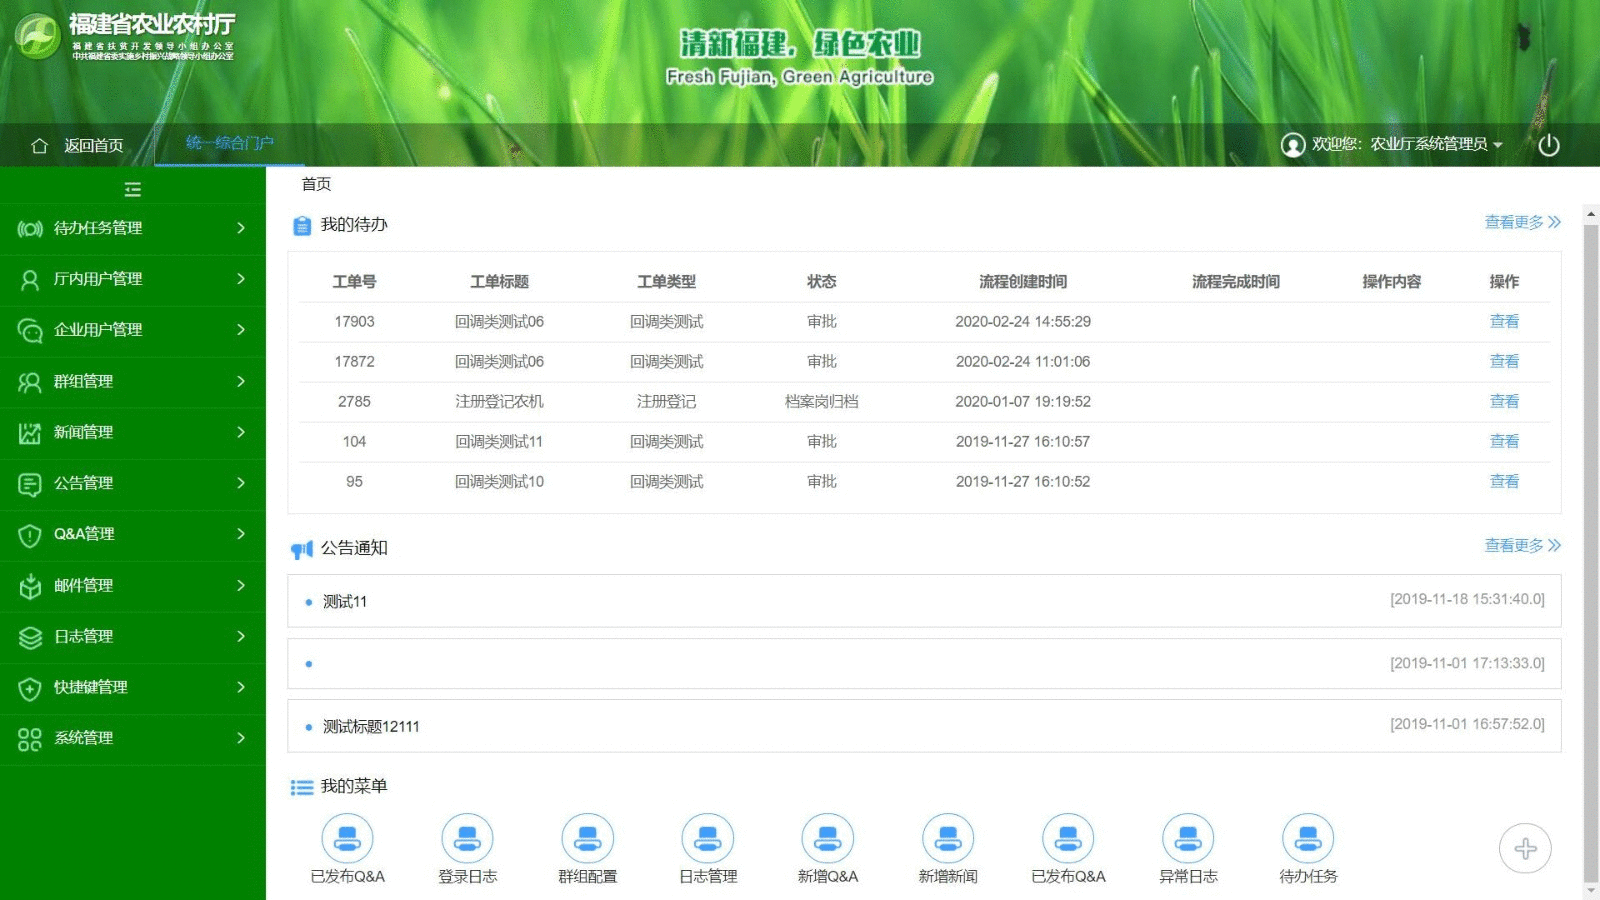 福建省农业农村厅
福建省扶贫开发领导小组办公室
中共福建省委实施乡村振兴战略领导小组办公室
清新福建，绿色农业
Fresh Fujian, Green Agriculture
返回首页
统一综合门户
欢迎您：农业厅系统管理员
待办任务管理
厅内用户管理
企业用户管理
群组管理
新闻管理
公告管理
Q&A管理
邮件管理
日志管理
快捷键管理
系统管理
首页
我的待办
查看更多
工单号 工单标题 工单类型 状态 流程创建时间 流程完成时间 操作内容 操作
17903 回调类测试06 回调类测试 审批 2020-02-24 14:55:29 查看
17872 回调类测试06 回调类测试 审批 2020-02-24 11:01:06 查看
2785 注册登记农机 注册登记 档案岗归档 2020-01-07 19:19:52 查看
104 回调类测试11 回调类测试 审批 2019-11-27 16:10:57 查看
95 回调类测试10 回调类测试 审批 2019-11-27 16:10:52 查看
公告通知
查看更多
测试11 [2019-11-18 15:31:40.0]
[2019-11-01 17:13:33.0]
测试标题12111 [2019-11-01 16:57:52.0]
我的菜单
已发布Q&A 登录日志 群组配置 日志管理 新增Q&A 新增新闻 已发布Q&A 异常日志 待办任务